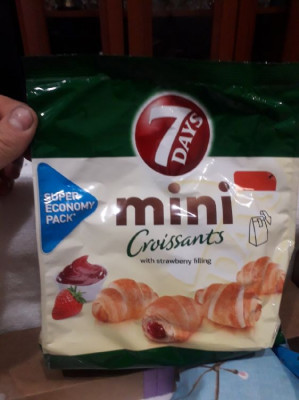 7
DAYS
SUPER
ECONOMY
PACK*
mini
Croissants
with strawberry filling